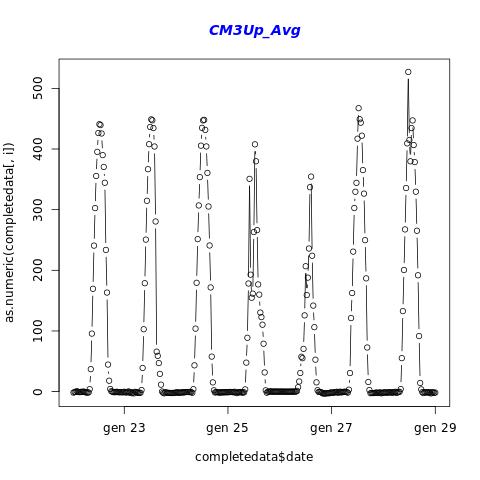 CM3Up_Avg
as.numeric(completedata[, i])
500
400
300
200
100
0
gen 23
gen 25
gen 27
gen 29
completedata$date